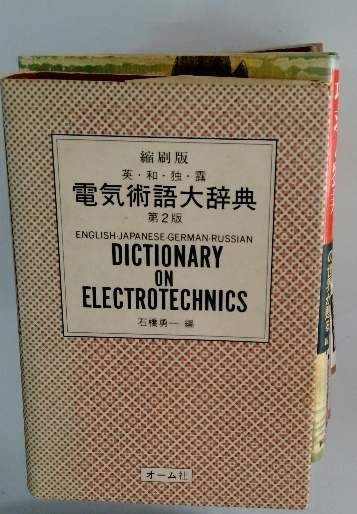 縮刷版
英・和・独・露
電気術語大辞典
第2版
ENGLISH·JAPANESE·GERMAN·RUSSIAN
DICTIONARY
ON
ELECTROTECHNICS
石橋勇一 編
オーム社